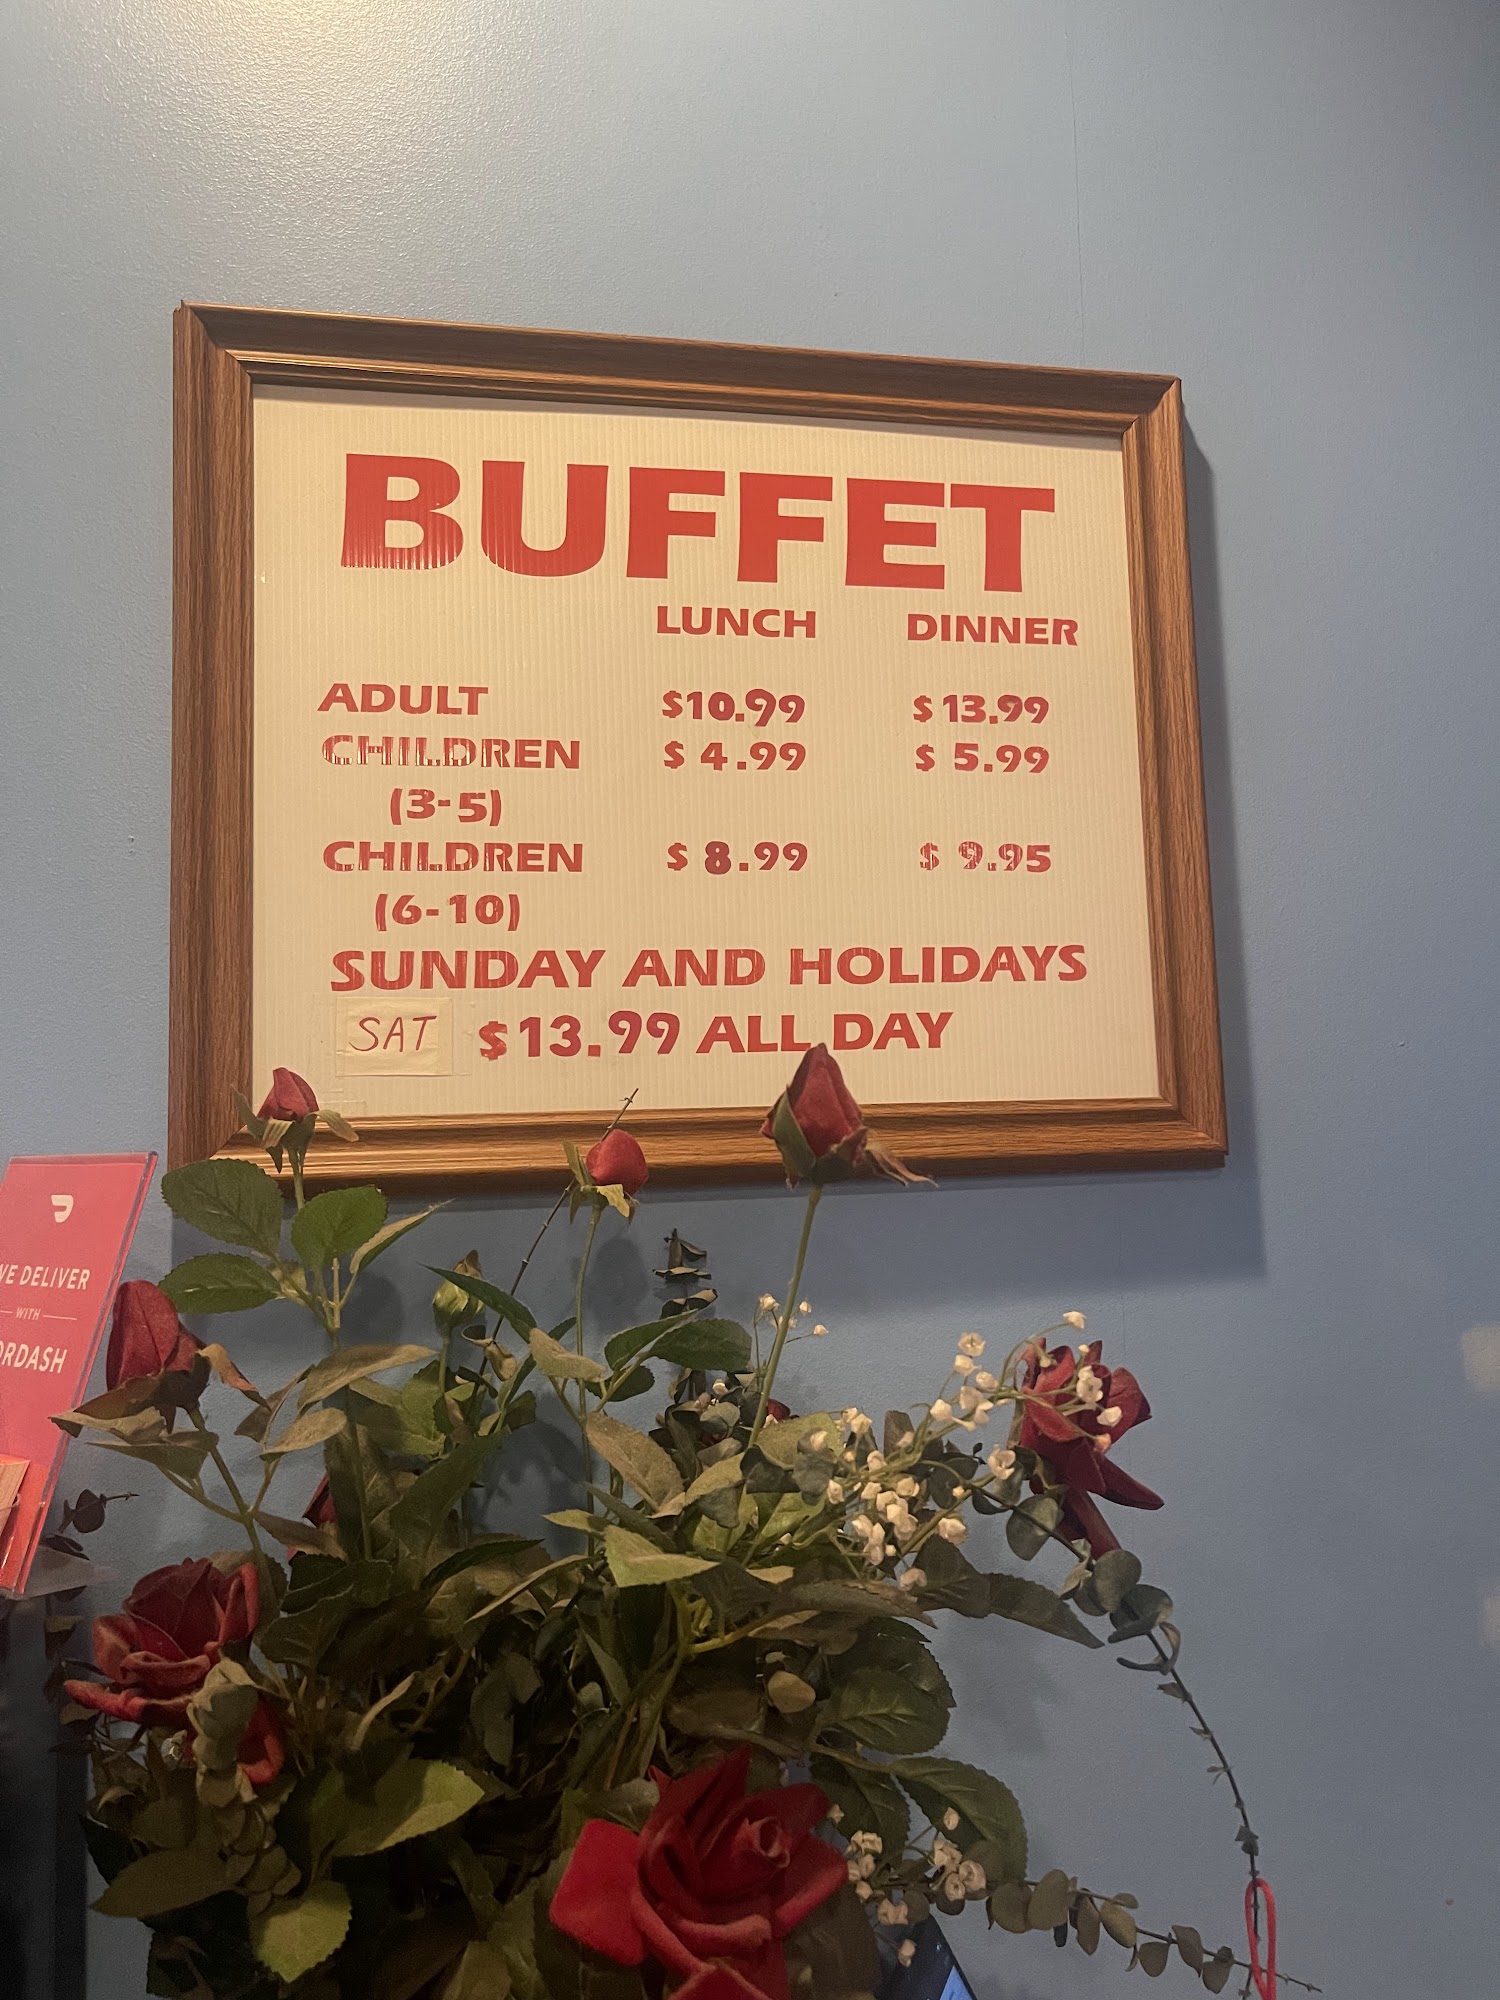 BUFFET
LUNCH DINNER
ADULT $10.99 $13.99
CHILDREN $4.99 $5.99
(3-5)
CHILDREN $8.99 $9.95
(6-10)
SUNDAY AND HOLIDAYS
SAT $13.99 ALL DAY
WE DELIVER
WITH
ORDASH